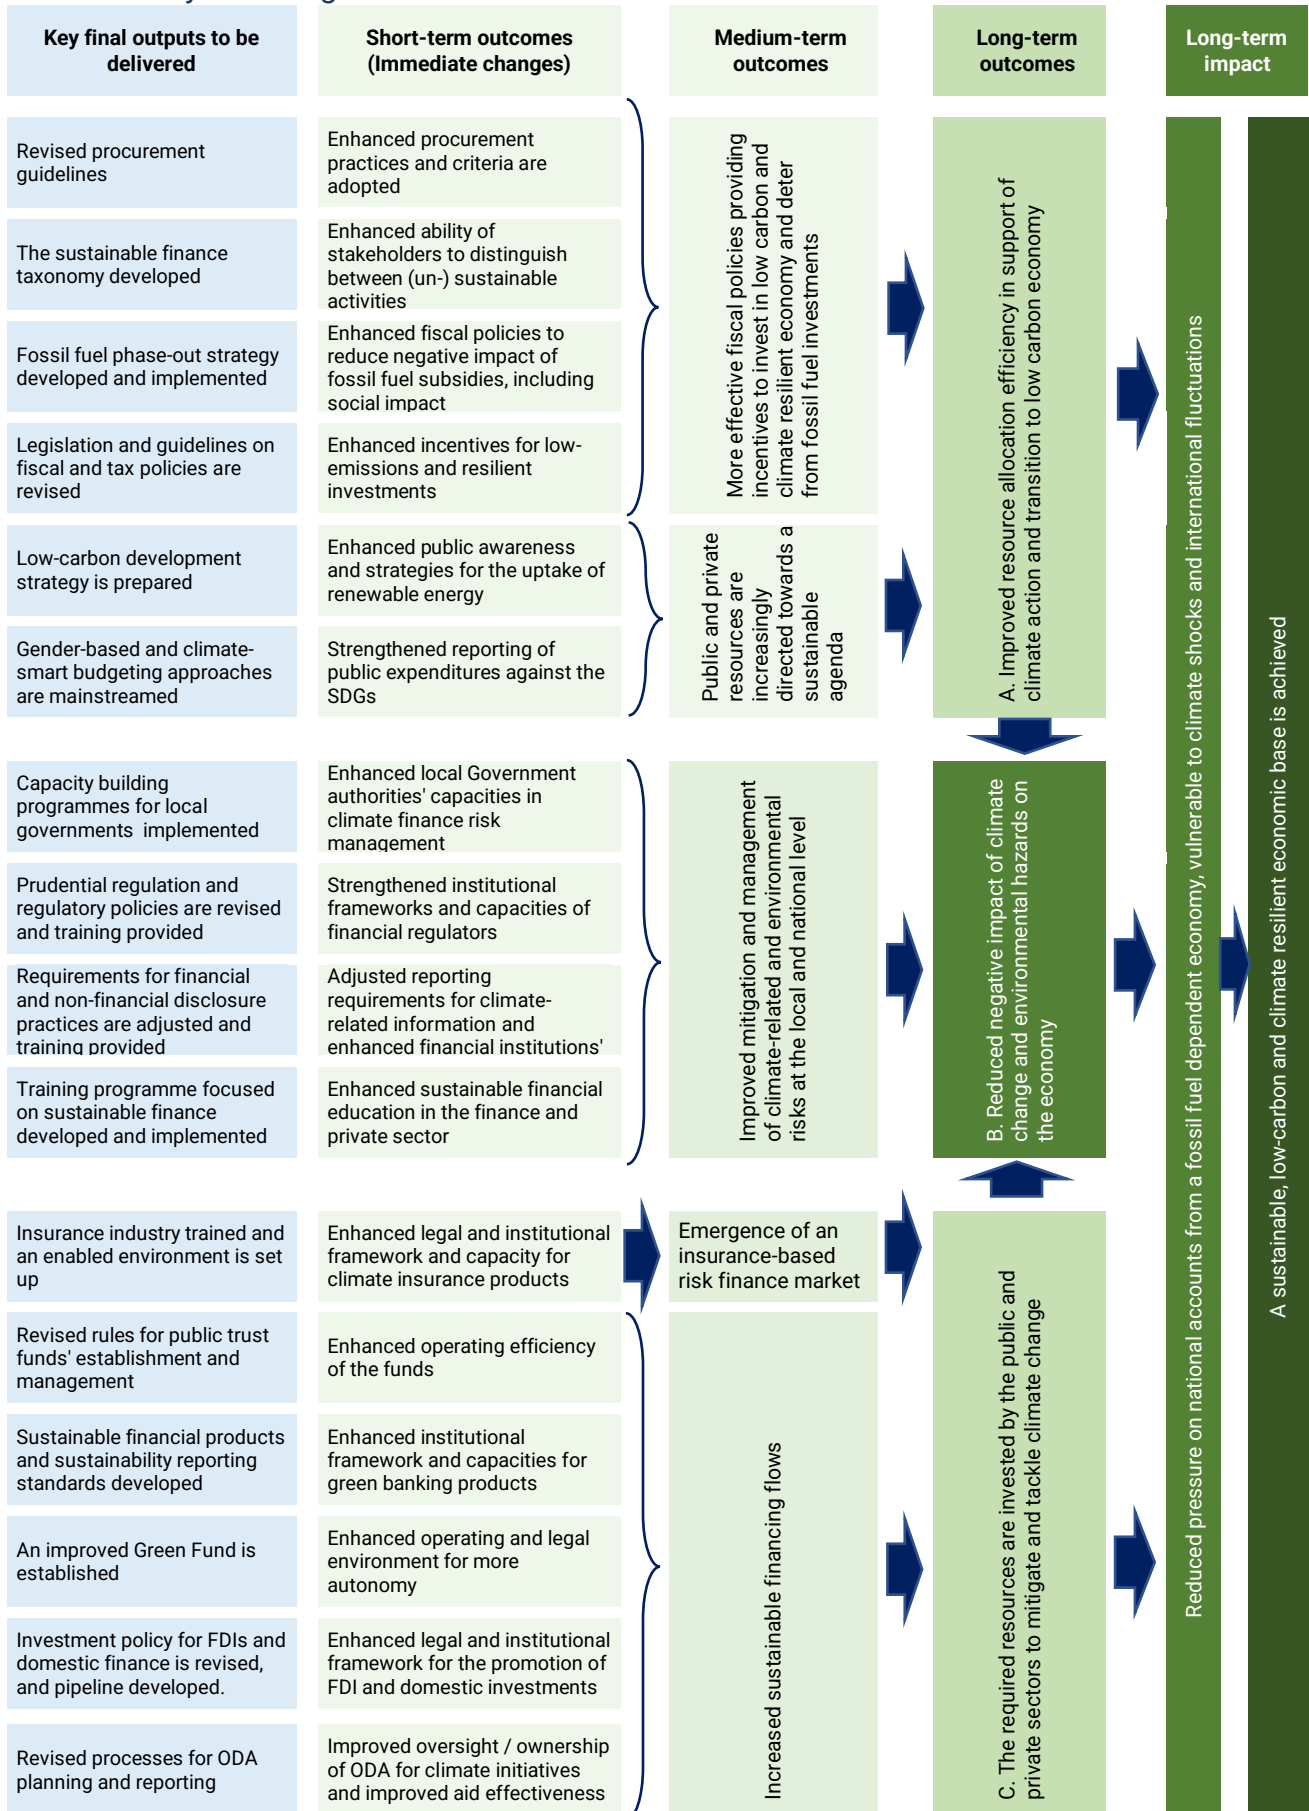 Key final outputs to be
delivered
Short-term outcomes
(Immediate changes)
Medium-term
outcomes
Long-term
outcomes
Long-term
impact
Revised procurement
guidelines
Enhanced procurement
practices and criteria are
adopted
The sustainable finance
taxonomy developed
Enhanced ability of
stakeholders to distinguish
between (un-) sustainable
activities
Fossil fuel phase-out strategy
developed and implemented
Enhanced fiscal policies to
reduce negative impact of
fossil fuel subsidies, including
social impact
Legislation and guidelines on
fiscal and tax policies are
revised
Enhanced incentives for low-
emissions and resilient
investments
More effective fiscal policies providing
incentives to invest in low carbon and
climate resilient economy and deter
from fossil fuel investments
Low-carbon development
strategy is prepared
Enhanced public awareness
and strategies for the uptake of
renewable energy
Gender-based and climate-
smart budgeting approaches
are mainstreamed
Strengthened reporting of
public expenditures against the
SDGs
Public and private
resources are
increasingly
directed towards a
sustainable
agenda
A. Improved resource allocation efficiency in support of
climate action and transition to low carbon economy
Capacity building
programmes for local
governments implemented
Enhanced local Government
authorities' capacities in
climate finance risk
management
Prudential regulation and
regulatory policies are revised
and training provided
Strengthened institutional
frameworks and capacities of
financial regulators
Requirements for financial
and non-financial disclosure
practices are adjusted and
training provided
Adjusted reporting
requirements for climate-
related information and
enhanced financial institutions'
Training programme focused
on sustainable finance
developed and implemented
Enhanced sustainable financial
education in the finance and
private sector
Improved mitigation and management
of climate-related and environmental
risks at the local and national level
B. Reduced negative impact of climate
change and environmental hazards on
the economy
Insurance industry trained and
an enabled environment is set
up
Enhanced legal and institutional
framework and capacity for
climate insurance products
Emergence of an
insurance-based
risk finance market
Revised rules for public trust
funds' establishment and
management
Enhanced operating efficiency
of the funds
Sustainable financial products
and sustainability reporting
standards developed
Enhanced institutional
framework and capacities for
green banking products
An improved Green Fund is
established
Enhanced operating and legal
environment for more
autonomy
Investment policy for FDIs and
domestic finance is revised,
and pipeline developed.
Enhanced legal and institutional
framework for the promotion of
FDI and domestic investments
Revised processes for ODA
planning and reporting
Improved oversight / ownership
of ODA for climate initiatives
and improved aid effectiveness
Increased sustainable financing flows
C. The required resources are invested by the public and
private sectors to mitigate and tackle climate change
Reduced pressure on national accounts from a fossil fuel dependent economy, vulnerable to climate shocks and international fluctuations
A sustainable, low-carbon and climate resilient economic base is achieved